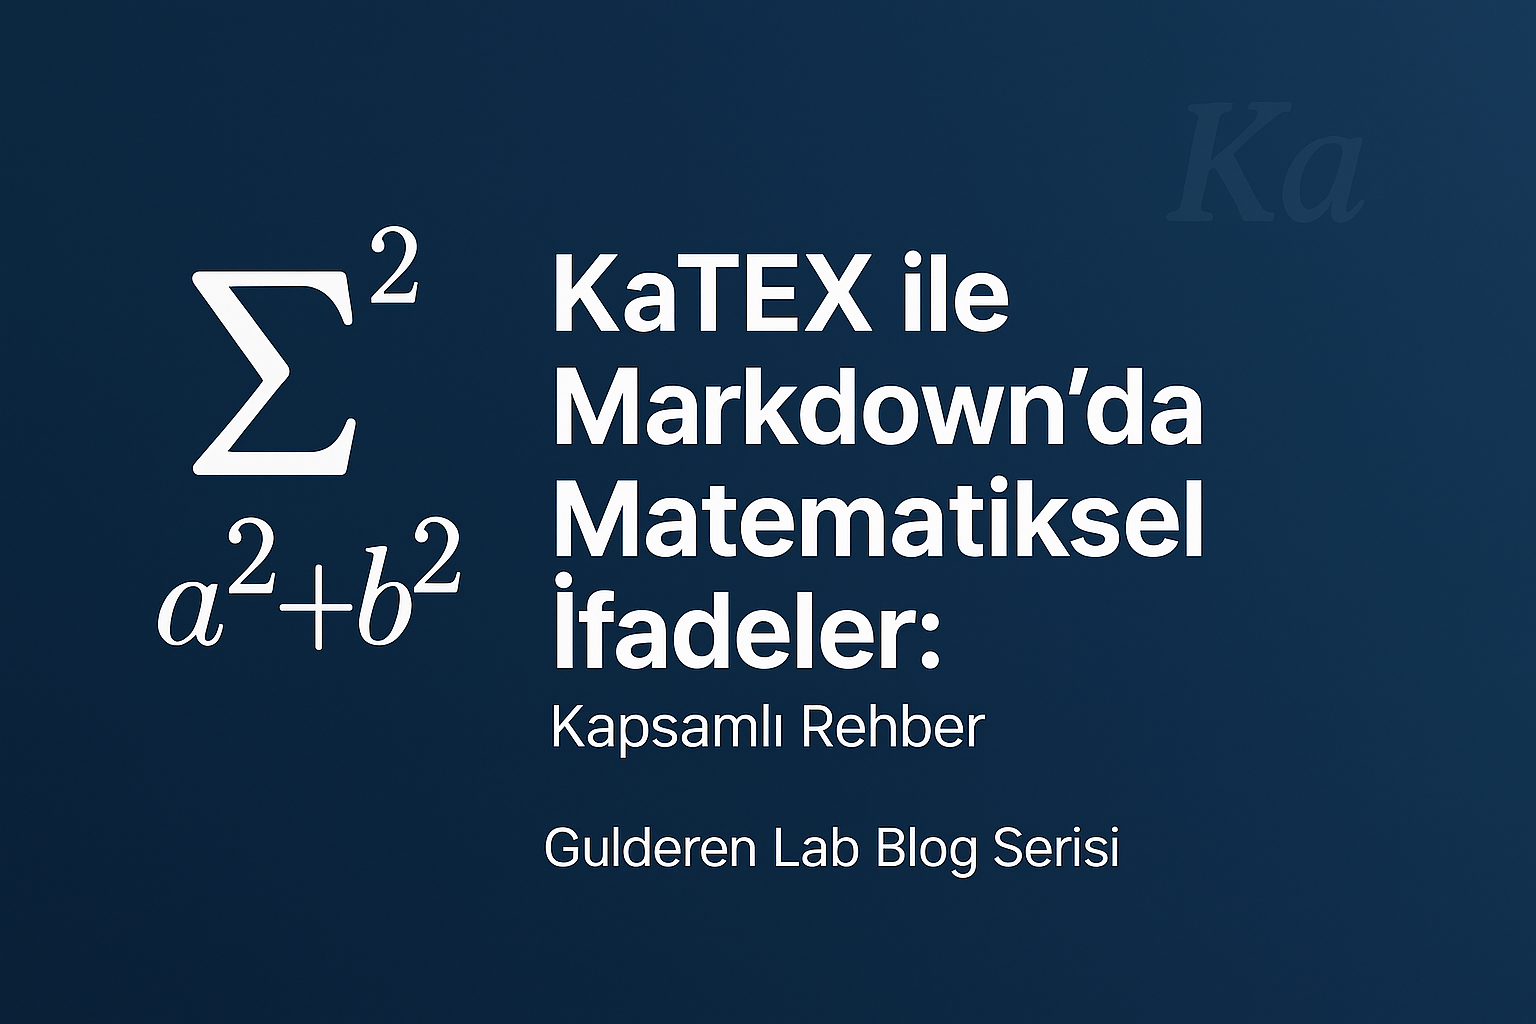 Ka
Σ²
a²+b²
KaTEX ile
Markdown’da
Matematiksel
İfadeler:
Kapsamlı Rehber
Gulderen Lab Blog Serisi